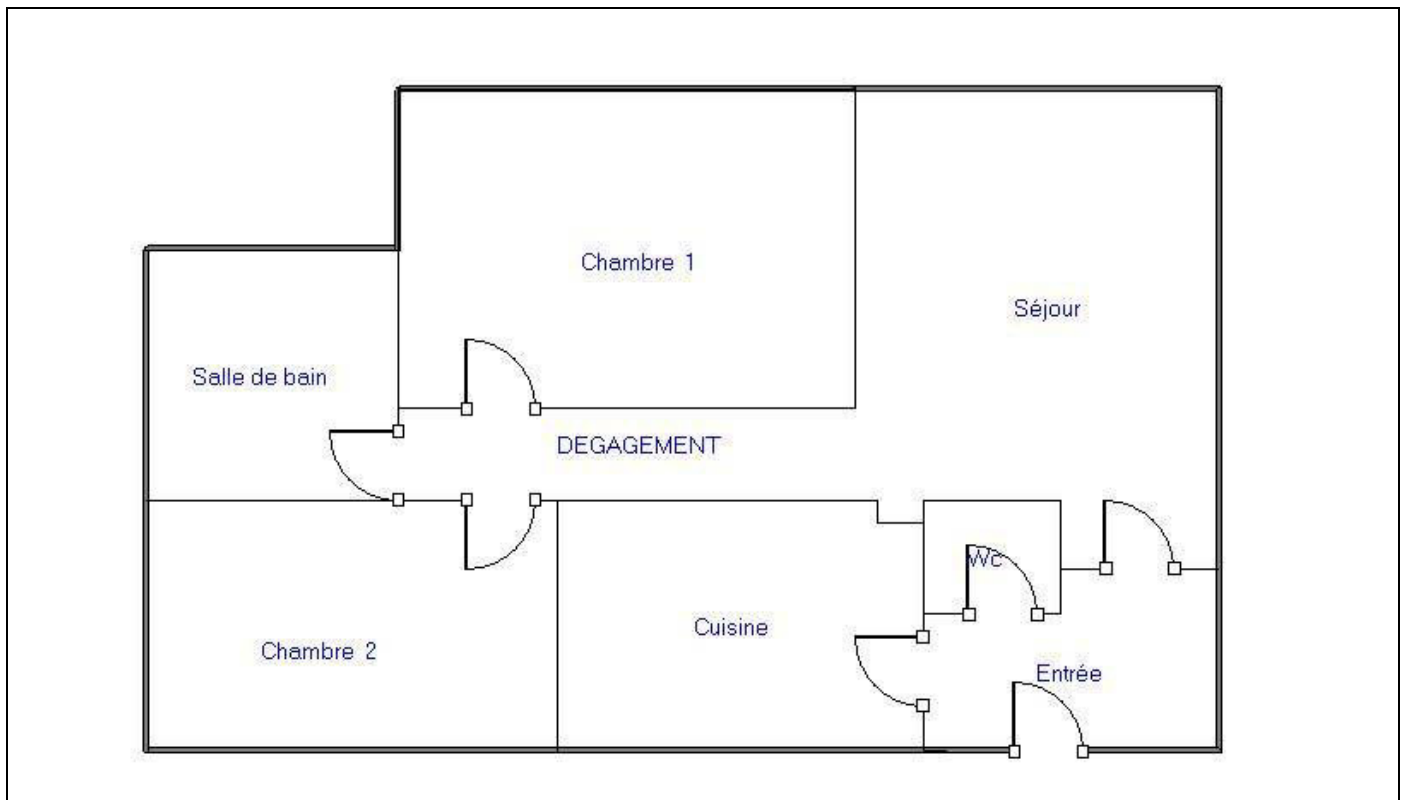 Chambre 1
Séjour
Salle de bain
DEGAGEMENT
Wc
Cuisine
Chambre 2
Entrée